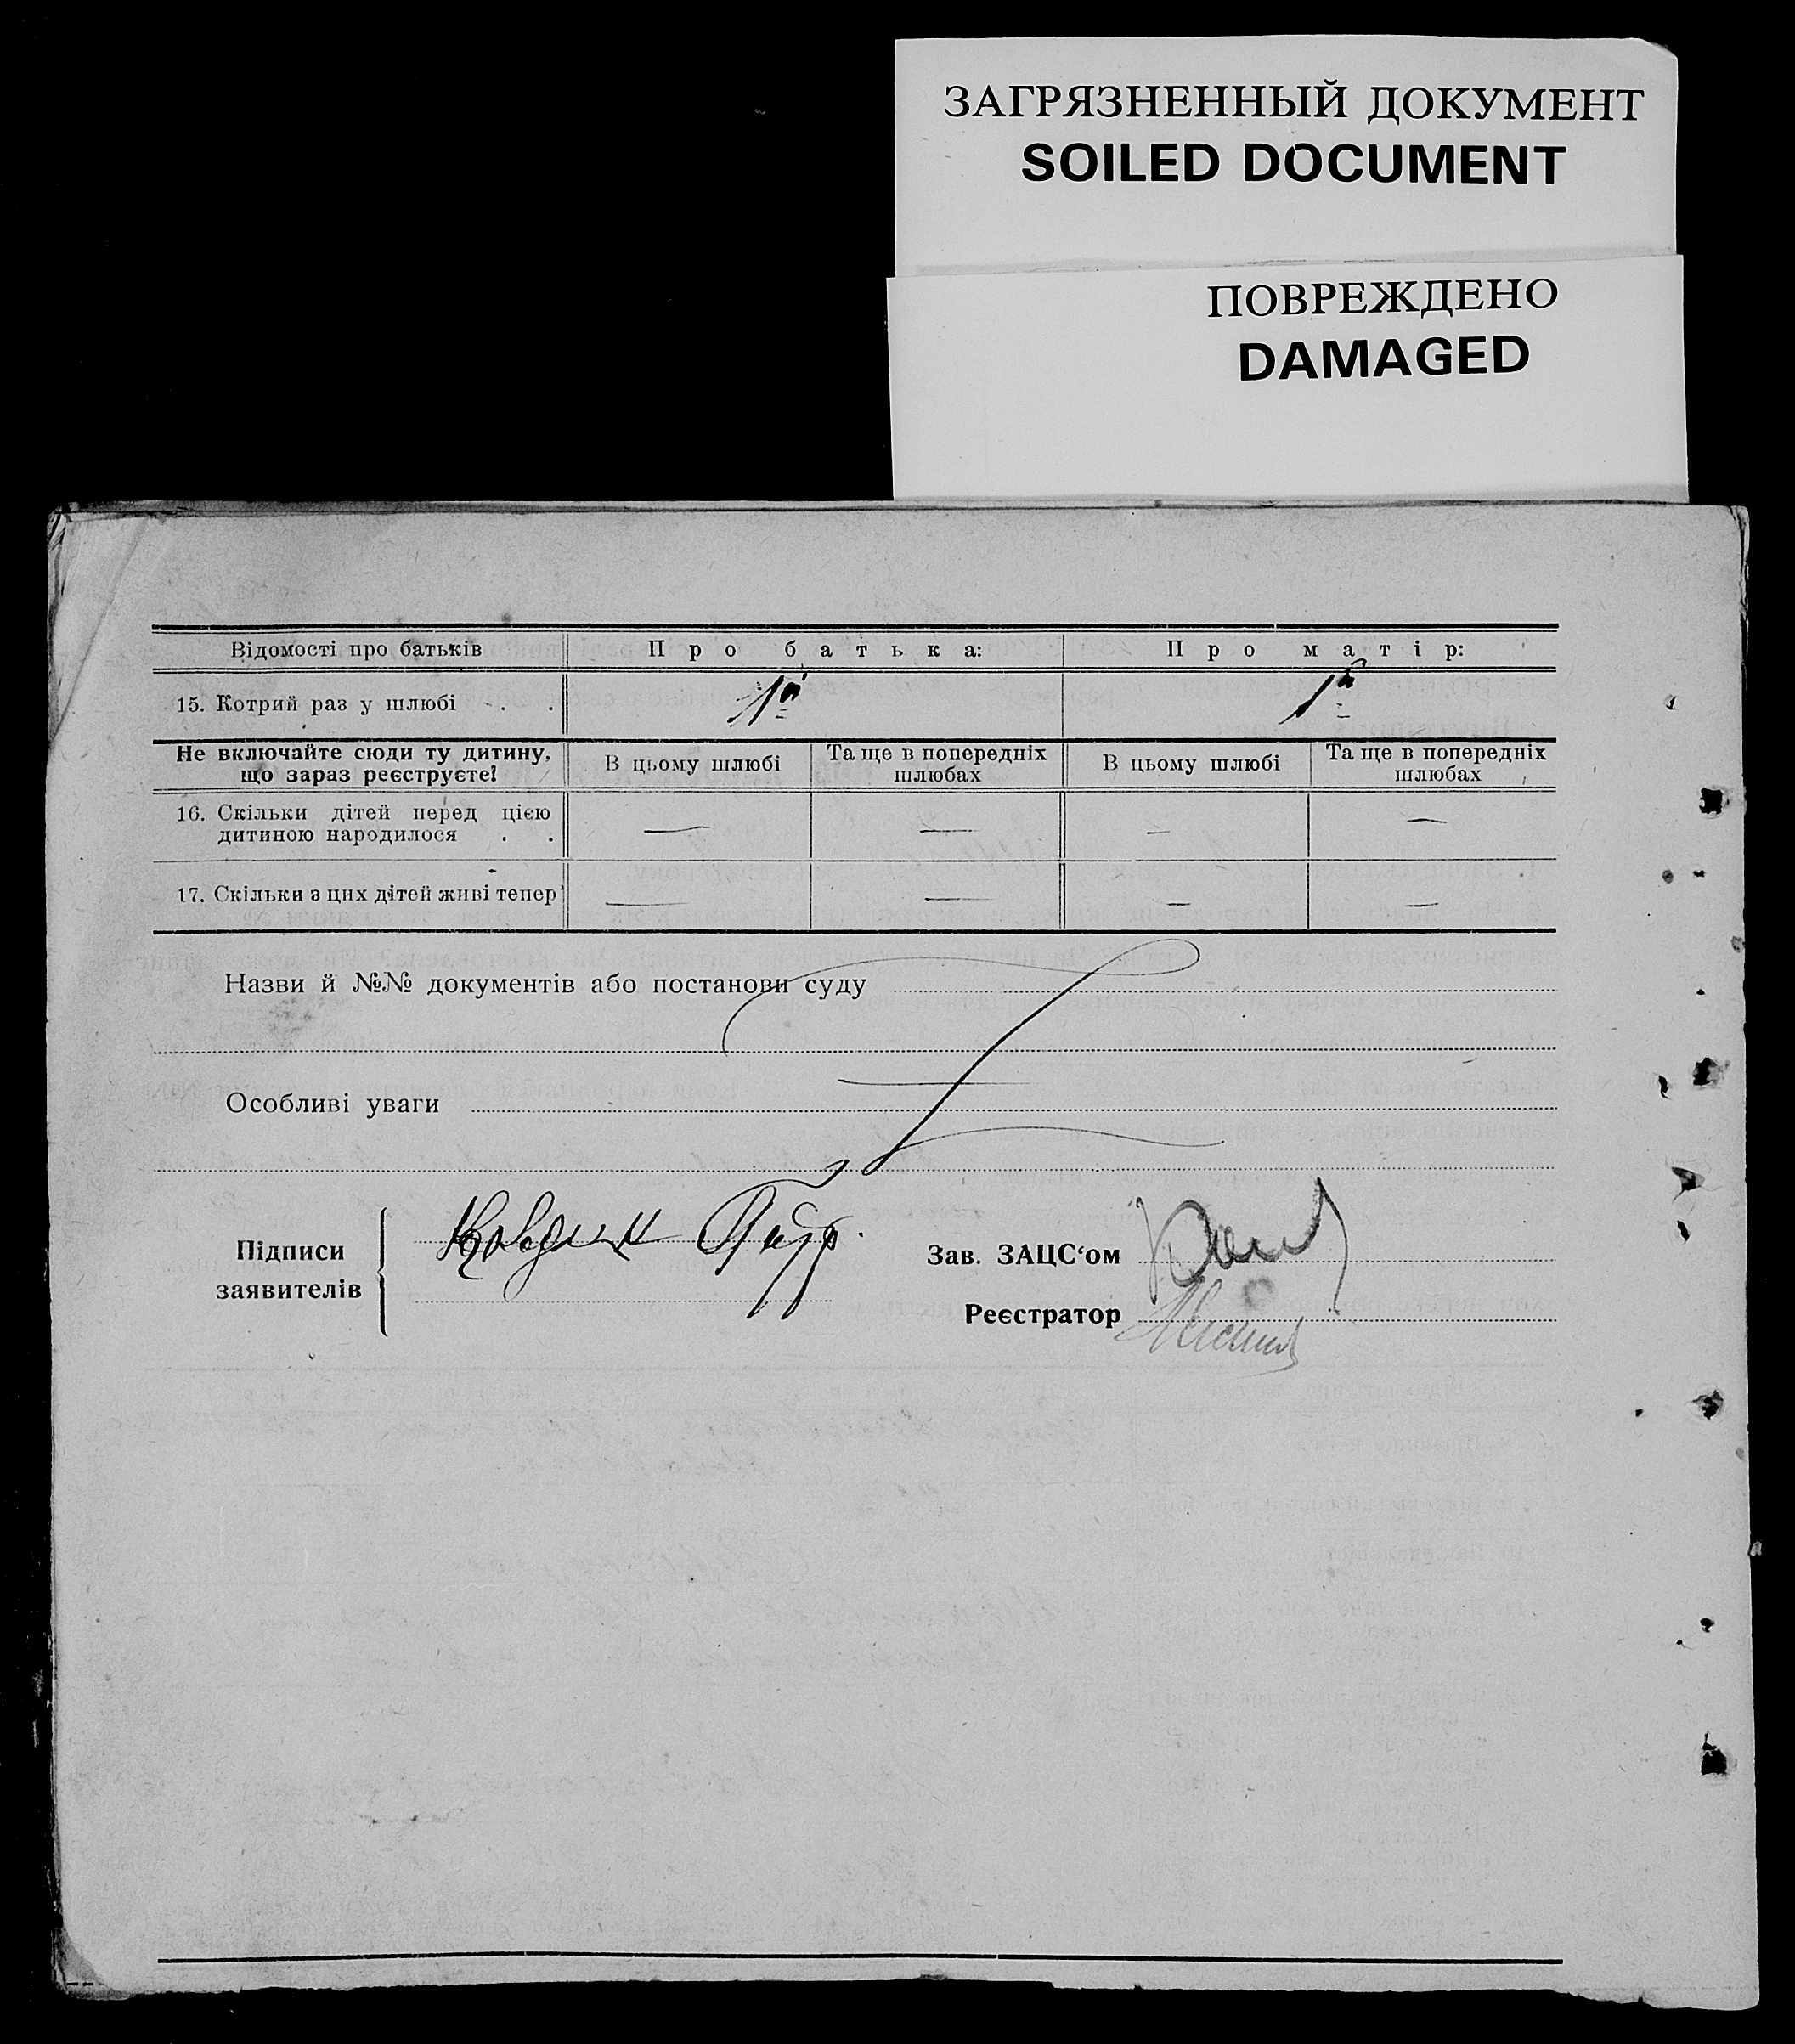 ЗАГРЯЗНЕННЫЙ ДОКУМЕНТ
SOILED DOCUMENT
ПОВРЕЖДЕНО
DAMAGED
Відомості про батьків Про батька: Про матір:
15. Котрий раз у шлюбі . . 1й 1й
Не включайте сюди ту дитину, що зараз реєструєте! В цьому шлюбі Та ще в попередніх шлюбах В цьому шлюбі Та ще в попередніх шлюбах
16. Скільки дітей перед цією дитиною народилося . . — — — —
17. Скільки з цих дітей живі тепер — — — —
Назви й №№ документів або постанови суду
Особливі уваги
Підписи заявителів
Зав. ЗАЦС‘ом
Реєстратор